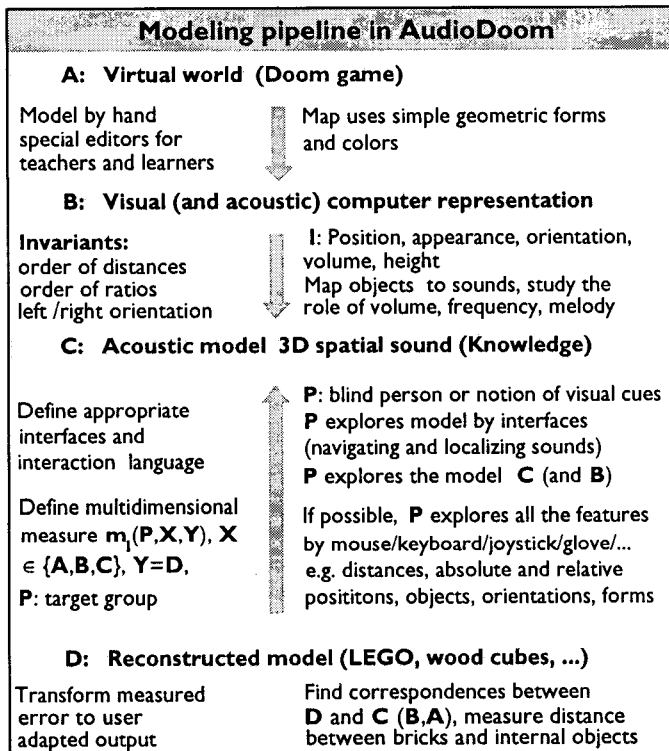 Modeling pipeline in AudioDoom
A: Virtual world (Doom game)
Model by hand
special editors for
teachers and learners
Map uses simple geometric forms
and colors
B: Visual (and acoustic) computer representation
Invariants:
order of distances
order of ratios
left /right orientation
I: Position, appearance, orientation,
volume, height
Map objects to sounds, study the
role of volume, frequency, melody
C: Acoustic model 3D spatial sound (Knowledge)
Define appropriate
interfaces and
interaction language
Define multidimensional
measure m_i(P,X,Y), X
∈ {A,B,C}, Y=D,
P: target group
P: blind person or notion of visual cues
P explores model by interfaces
(navigating and localizing sounds)
P explores the model C (and B)
If possible, P explores all the features
by mouse/keyboard/joystick/glove/...
e.g. distances, absolute and relative
posititons, objects, orientations, forms
D: Reconstructed model (LEGO, wood cubes, ...)
Transform measured
error to user
adapted output
Find correspondences between
D and C (B,A), measure distance
between bricks and internal objects